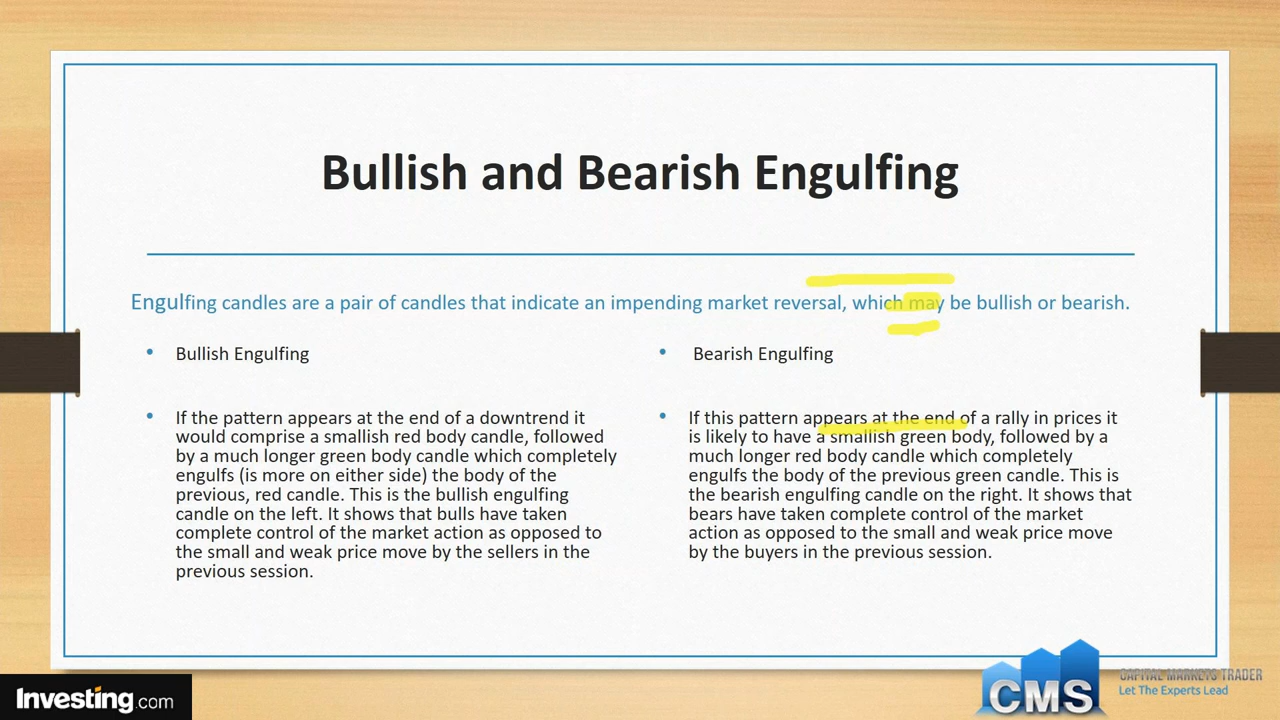 Bullish and Bearish Engulfing
Engulfing candles are a pair of candles that indicate an impending market reversal, which may be bullish or bearish.
• Bullish Engulfing
• If the pattern appears at the end of a downtrend it
would comprise a smallish red body candle, followed
by a much longer green body candle which completely
engulfs (is more on either side) the body of the
previous, red candle. This is the bullish engulfing
candle on the left. It shows that bulls have taken
complete control of the market action as opposed to
the small and weak price move by the sellers in the
previous session.
• Bearish Engulfing
• If this pattern appears at the end of a rally in prices it
is likely to have a smallish green body, followed by a
much longer red body candle which completely
engulfs the body of the previous green candle. This is
the bearish engulfing candle on the right. It shows that
bears have taken complete control of the market
action as opposed to the small and weak price move
by the buyers in the previous session.
Investing.com
CMS
CAPITAL MARKETS TRADER
Let The Experts Lead